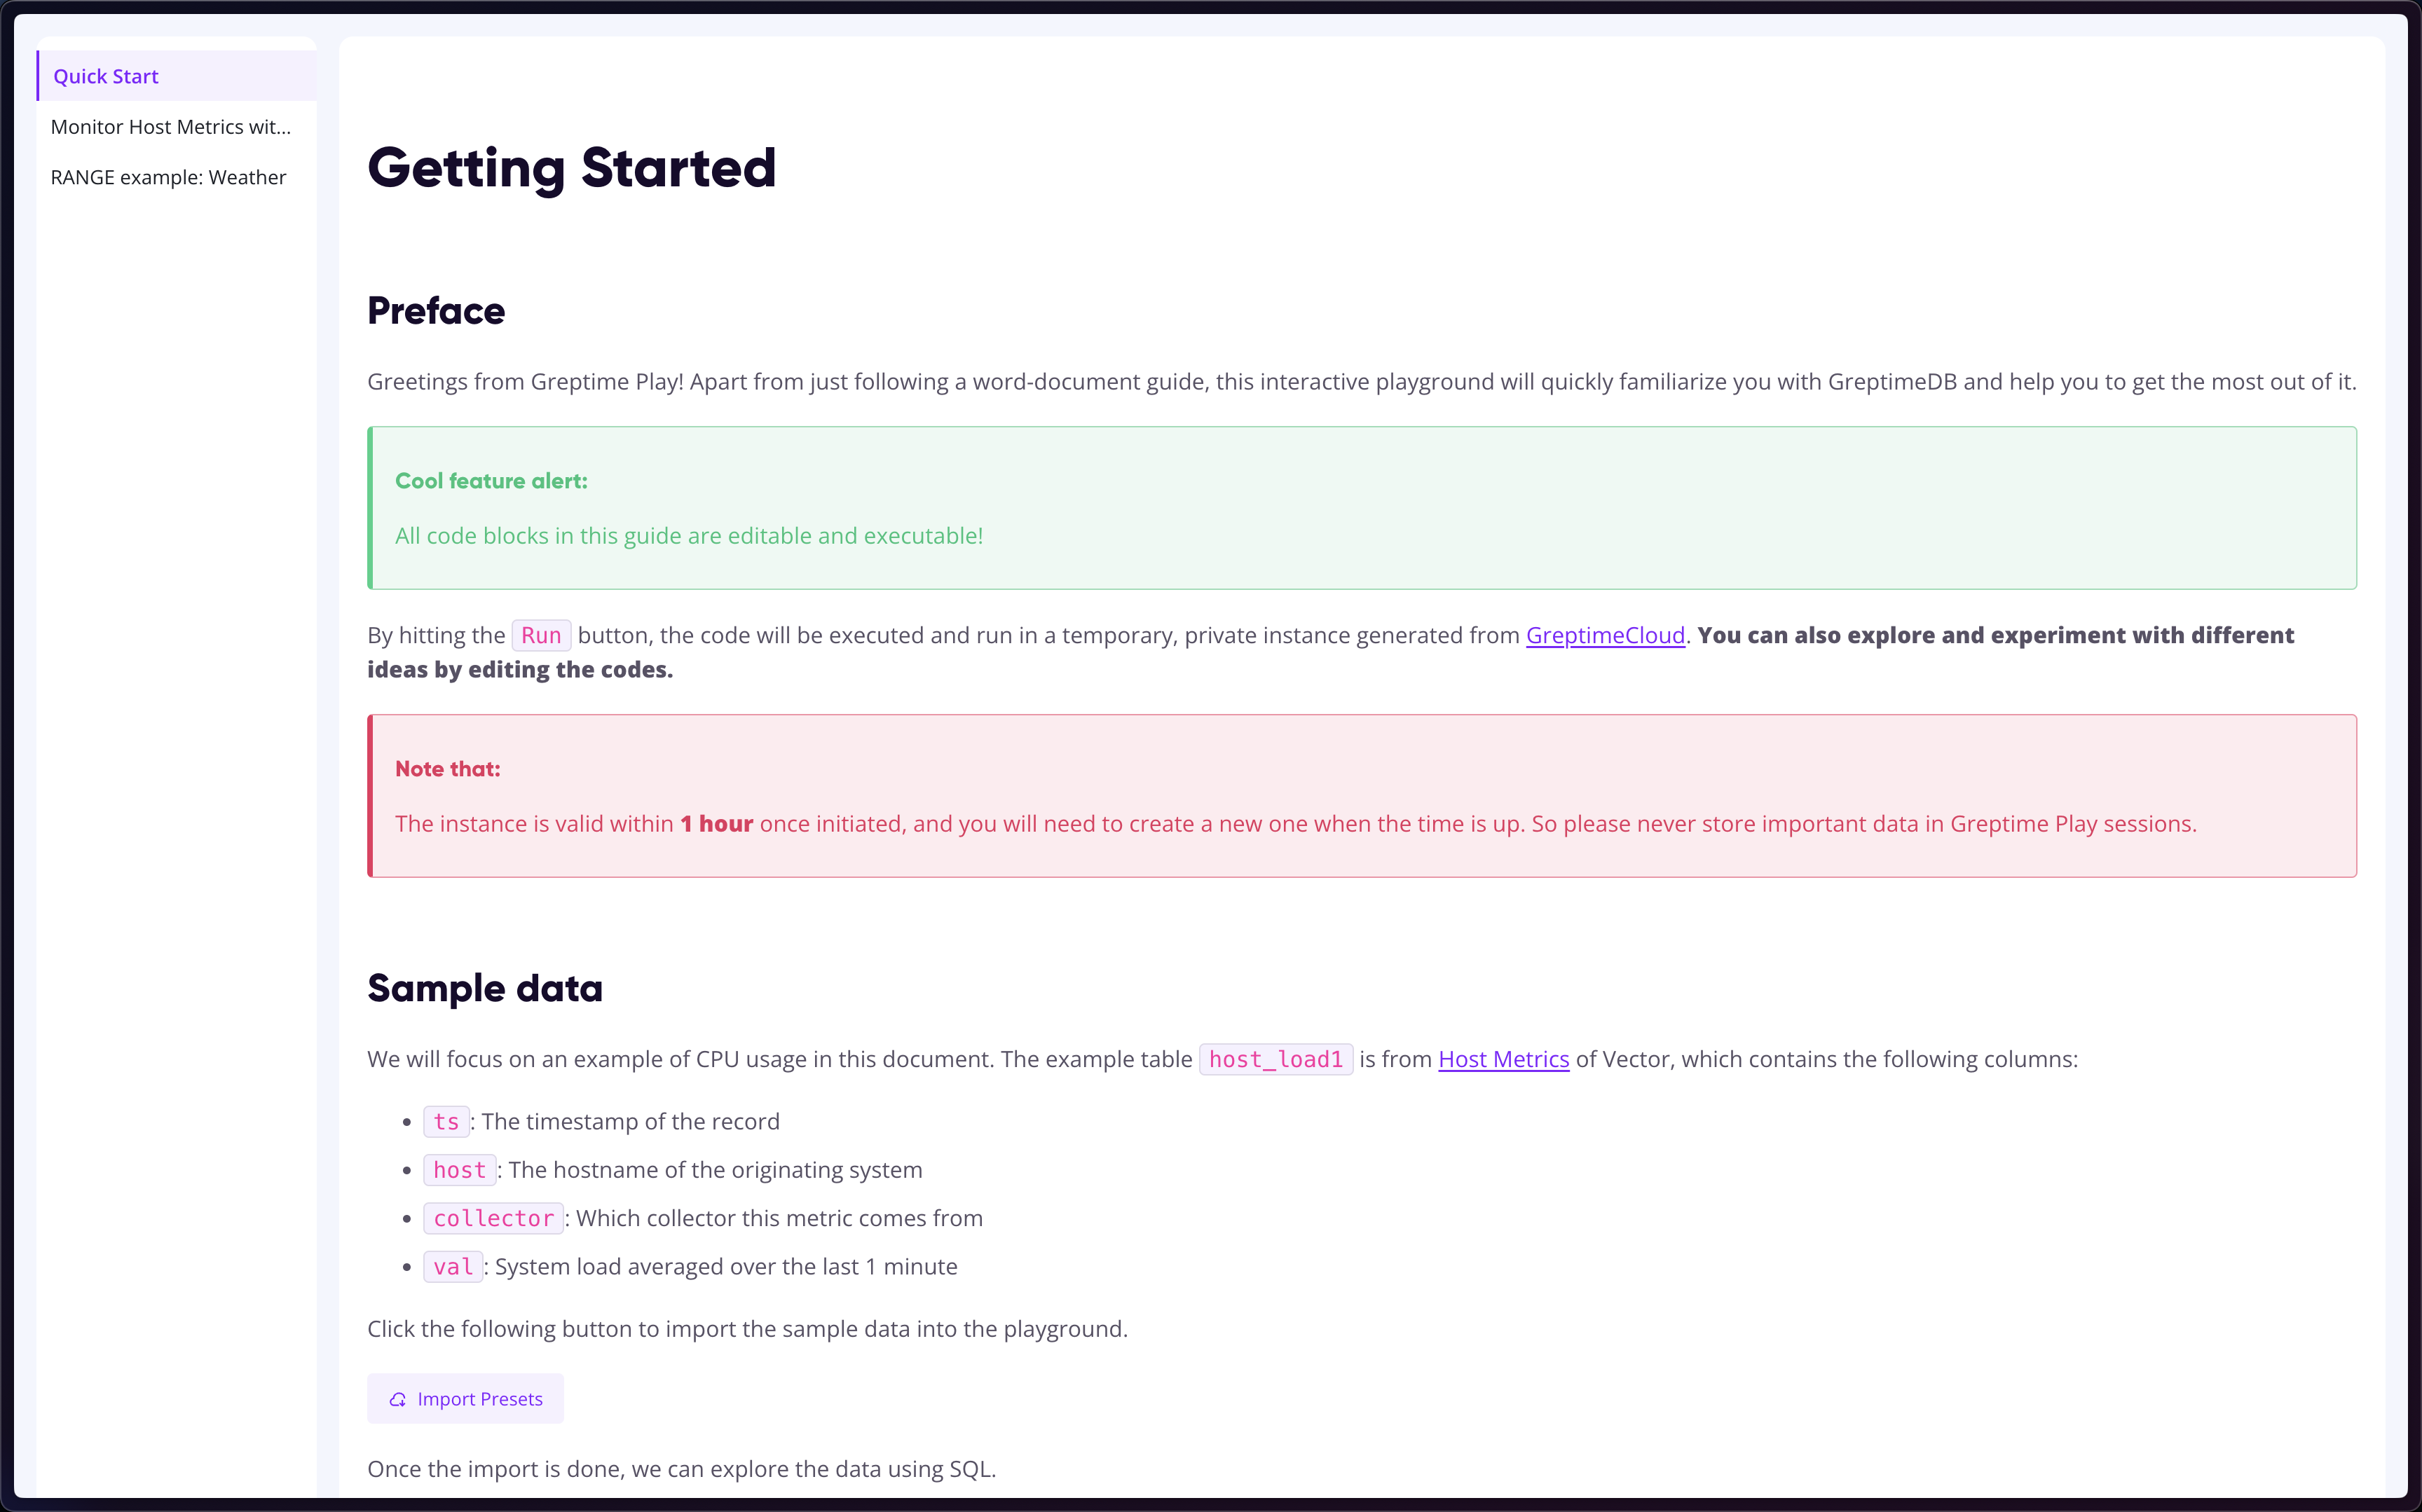 Quick Start
Monitor Host Metrics wit...
RANGE example: Weather
Getting Started
Preface
Greetings from Greptime Play! Apart from just following a word-document guide, this interactive playground will quickly familiarize you with GreptimeDB and help you to get the most out of it.
Cool feature alert:
All code blocks in this guide are editable and executable!
By hitting the Run button, the code will be executed and run in a temporary, private instance generated from GreptimeCloud. You can also explore and experiment with different
ideas by editing the codes.
Note that:
The instance is valid within 1 hour once initiated, and you will need to create a new one when the time is up. So please never store important data in Greptime Play sessions.
Sample data
We will focus on an example of CPU usage in this document. The example table host_load1 is from Host Metrics of Vector, which contains the following columns:
• ts: The timestamp of the record
• host: The hostname of the originating system
• collector: Which collector this metric comes from
• val: System load averaged over the last 1 minute
Click the following button to import the sample data into the playground.
Import Presets
Once the import is done, we can explore the data using SQL.